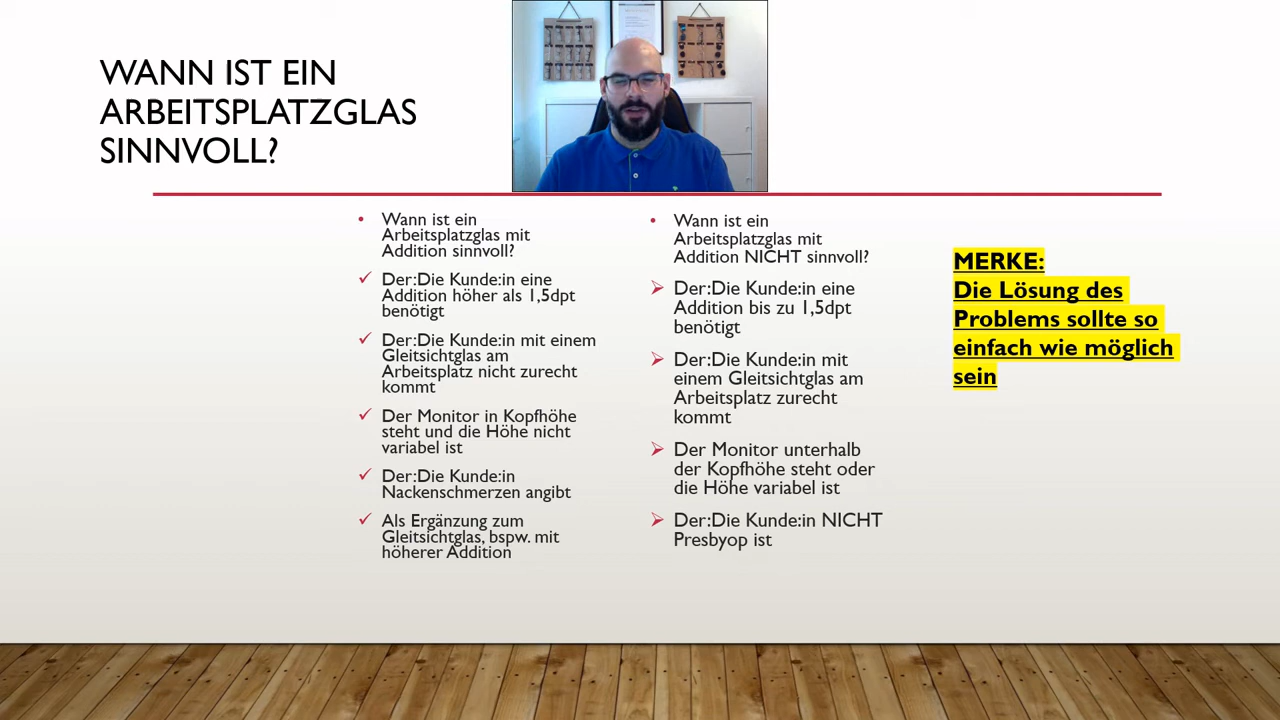 WANN IST EIN
ARBEITSPLATZGLAS
SINNVOLL?
• Wann ist ein
Arbeitsplatzglas mit
Addition sinnvoll?
✓ Der:Die Kunde:in eine
Addition höher als 1,5dpt
benötigt
✓ Der:Die Kunde:in mit einem
Gleitsichtglas am
Arbeitsplatz nicht zurecht
kommt
✓ Der Monitor in Kopfhöhe
steht und die Höhe nicht
variabel ist
✓ Der:Die Kunde:in
Nackenschmerzen angibt
✓ Als Ergänzung zum
Gleitsichtglas, bspw. mit
höherer Addition
• Wann ist ein
Arbeitsplatzglas mit
Addition NICHT sinnvoll?
➢ Der:Die Kunde:in eine
Addition bis zu 1,5dpt
benötigt
➢ Der:Die Kunde:in mit
einem Gleitsichtglas am
Arbeitsplatz zurecht
kommt
➢ Der Monitor unterhalb
der Kopfhöhe steht oder
die Höhe variabel ist
➢ Der:Die Kunde:in NICHT
Presbyop ist
MERKE:
Die Lösung des
Problems sollte so
einfach wie möglich
sein